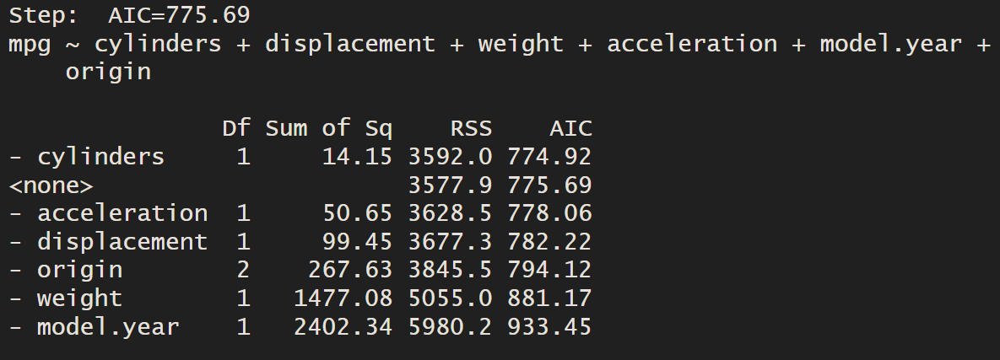 Step:  AIC=775.69
mpg ~ cylinders + displacement + weight + acceleration + model.year +
    origin

               Df Sum of Sq    RSS    AIC
- cylinders     1     14.15 3592.0 774.92
<none>                      3577.9 775.69
- acceleration  1     50.65 3628.5 778.06
- displacement  1     99.45 3677.3 782.22
- origin        2    267.63 3845.5 794.12
- weight        1   1477.08 5055.0 881.17
- model.year    1   2402.34 5980.2 933.45